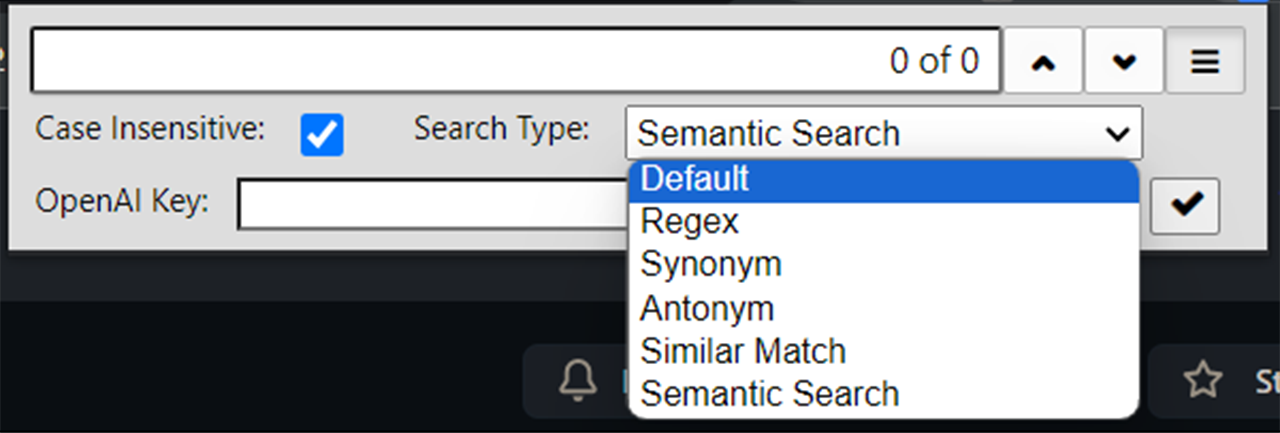 0 of 0
Case Insensitive: Search Type: Semantic Search
Default
OpenAI Key:
Regex
Synonym
Antonym
Similar Match
Semantic Search